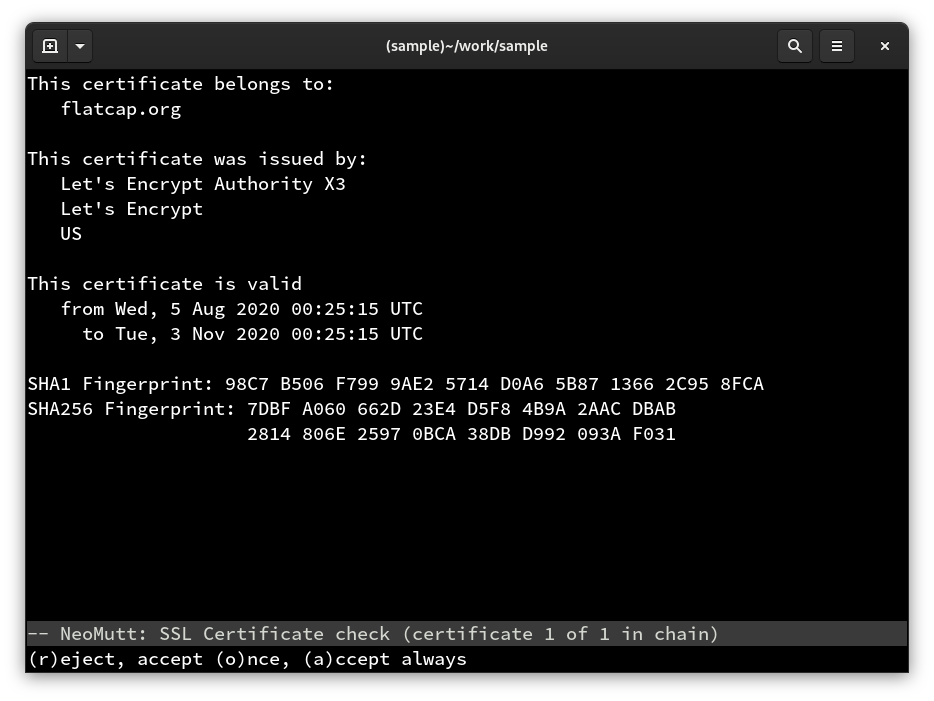 (sample)~/work/sample
This certificate belongs to:
   flatcap.org

This certificate was issued by:
   Let's Encrypt Authority X3
   Let's Encrypt
   US

This certificate is valid
   from Wed, 5 Aug 2020 00:25:15 UTC
     to Tue, 3 Nov 2020 00:25:15 UTC

SHA1 Fingerprint: 98C7 B506 F799 9AE2 5714 D0A6 5B87 1366 2C95 8FCA
SHA256 Fingerprint: 7DBF A060 662D 23E4 D5F8 4B9A 2AAC DBAB
                    2814 806E 2597 0BCA 38DB D992 093A F031

-- NeoMutt: SSL Certificate check (certificate 1 of 1 in chain)
(r)eject, accept (o)nce, (a)ccept always